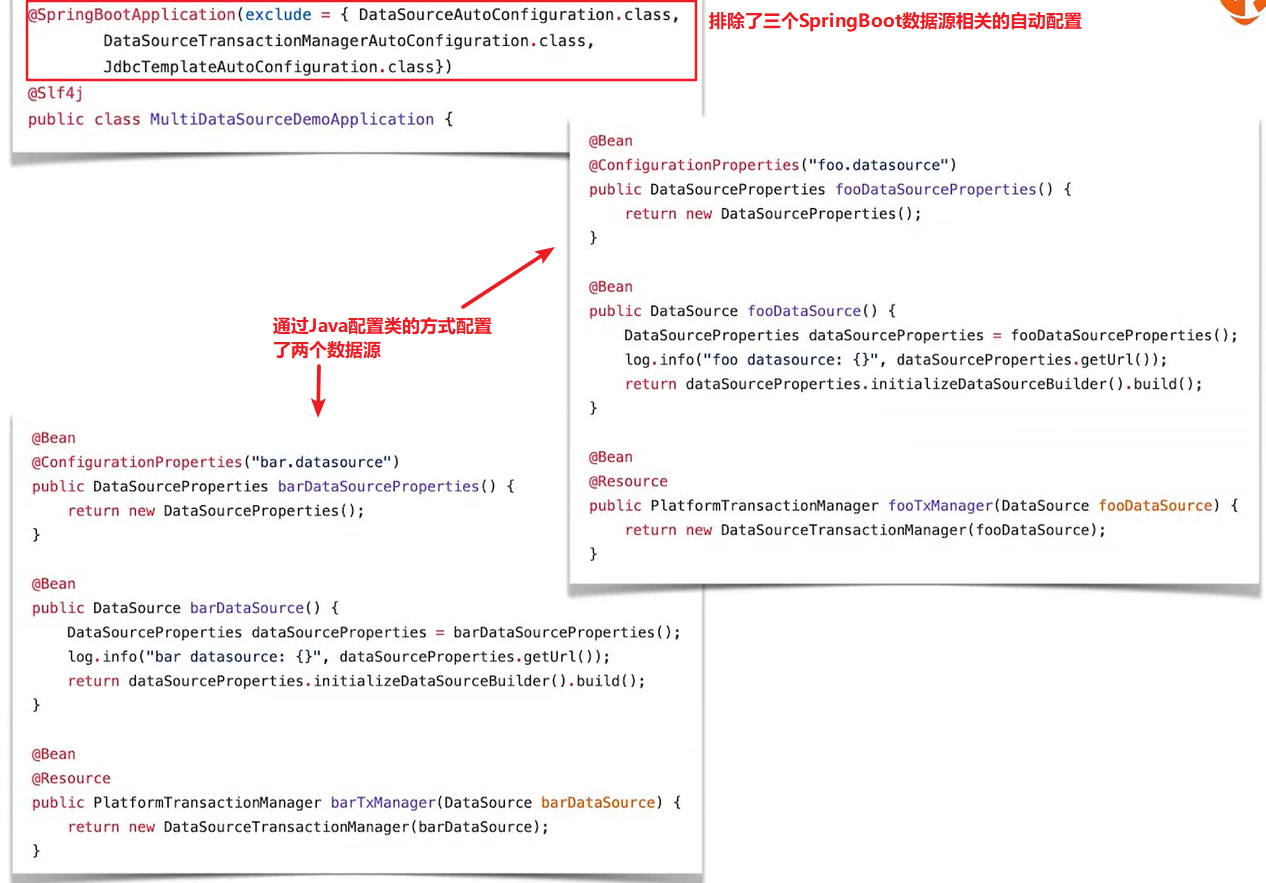 @SpringBootApplication(exclude = { DataSourceAutoConfiguration.class,
        DataSourceTransactionManagerAutoConfiguration.class,
        JdbcTemplateAutoConfiguration.class})
@Slf4j
public class MultiDataSourceDemoApplication {
排除了三个SpringBoot数据源相关的自动配置
@Bean
@ConfigurationProperties("foo.datasource")
public DataSourceProperties fooDataSourceProperties() {
    return new DataSourceProperties();
}
@Bean
public DataSource fooDataSource() {
    DataSourceProperties dataSourceProperties = fooDataSourceProperties();
    log.info("foo datasource: {}", dataSourceProperties.getUrl());
    return dataSourceProperties.initializeDataSourceBuilder().build();
}
@Bean
@Resource
public PlatformTransactionManager fooTxManager(DataSource fooDataSource) {
    return new DataSourceTransactionManager(fooDataSource);
}
通过Java配置类的方式配置
了两个数据源
@Bean
@ConfigurationProperties("bar.datasource")
public DataSourceProperties barDataSourceProperties() {
    return new DataSourceProperties();
}
@Bean
public DataSource barDataSource() {
    DataSourceProperties dataSourceProperties = barDataSourceProperties();
    log.info("bar datasource: {}", dataSourceProperties.getUrl());
    return dataSourceProperties.initializeDataSourceBuilder().build();
}
@Bean
@Resource
public PlatformTransactionManager barTxManager(DataSource barDataSource) {
    return new DataSourceTransactionManager(barDataSource);
}